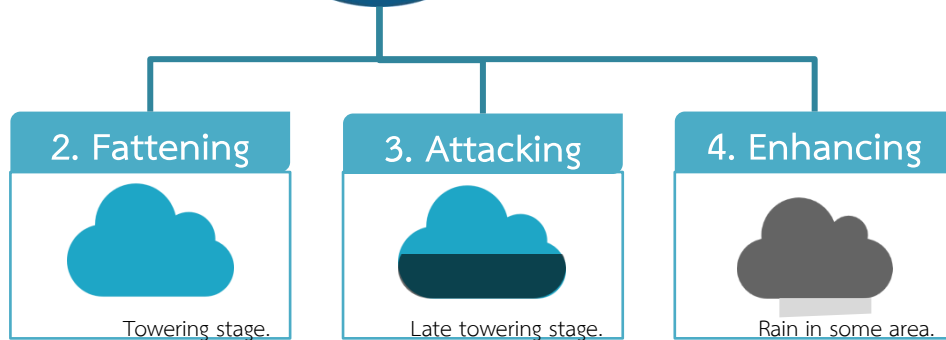 2. Fattening
Towering stage.
3. Attacking
Late towering stage.
4. Enhancing
Rain in some area.